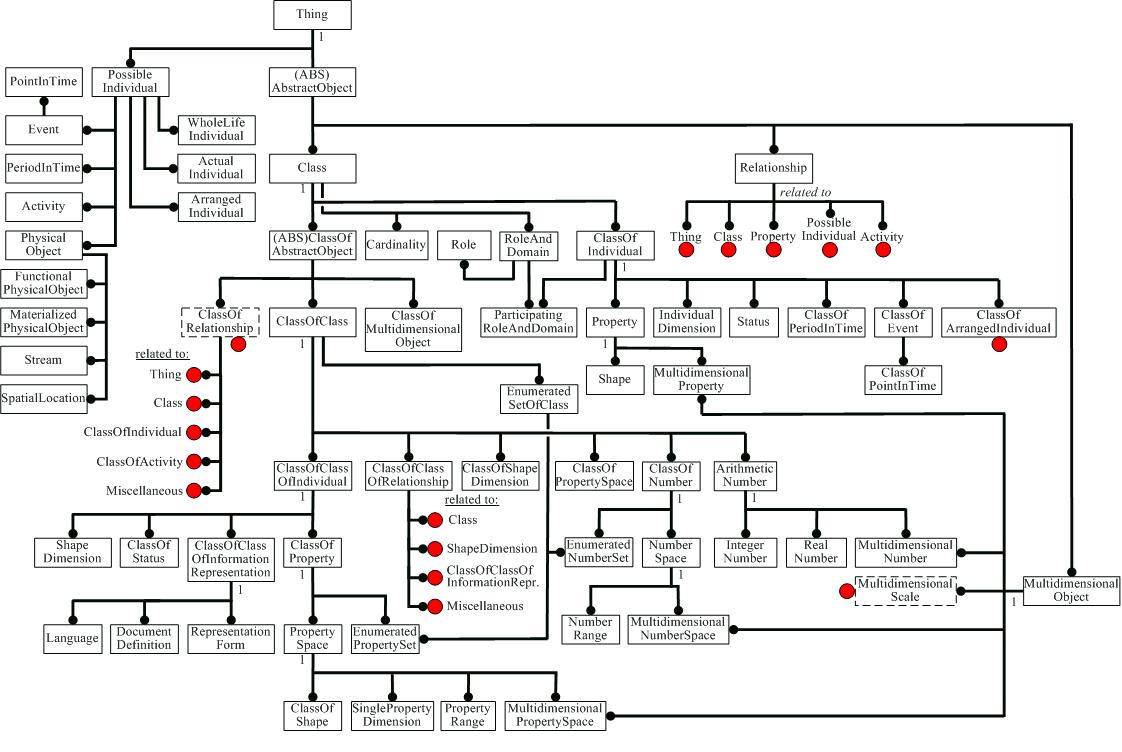 Thing
1
PointInTime
Possible
Individual
(ABS)
AbstractObject
Event
WholeLife
Individual
PeriodInTime
Actual
Individual
Class
1
Relationship
related to
Activity
Arranged
Individual
Physical
Object
(ABS)ClassOf
AbstractObject
Cardinality
Role
RoleAnd
Domain
ClassOf
Individual
1
Thing
Class
Property
Possible
Individual
Activity
Functional
PhysicalObject
Materialized
PhysicalObject
Stream
SpatialLocation
ClassOf
Relationship
ClassOfClass
1
ClassOf
Multidimensional
Object
Participating
RoleAndDomain
Property
1
Individual
Dimension
Status
ClassOf
PeriodInTime
ClassOf
Event
ClassOf
ArrangedIndividual
related to:
Thing
Class
ClassOfIndividual
ClassOfActivity
Miscellaneous
Shape
Multidimensional
Property
ClassOf
PointInTime
Enumerated
SetOfClass
ClassOfClass
OfIndividual
1
ClassOfClass
OfRelationship
ClassOfShape
Dimension
ClassOf
PropertySpace
ClassOf
Number
1
Arithmetic
Number
1
related to:
Class
ShapeDimension
ClassOfClassOf
InformationRepr.
Miscellaneous
Shape
Dimension
ClassOf
Status
ClassOfClass
OfInformation
Representation
1
ClassOf
Property
1
Enumerated
NumberSet
Number
Space
1
Integer
Number
Real
Number
Multidimensional
Number
Multidimensional
Scale
1
Multidimensional
Object
Language
Document
Definition
Representation
Form
Property
Space
1
Enumerated
PropertySet
Number
Range
Multidimensional
NumberSpace
ClassOf
Shape
SingleProperty
Dimension
Property
Range
Multidimensional
PropertySpace